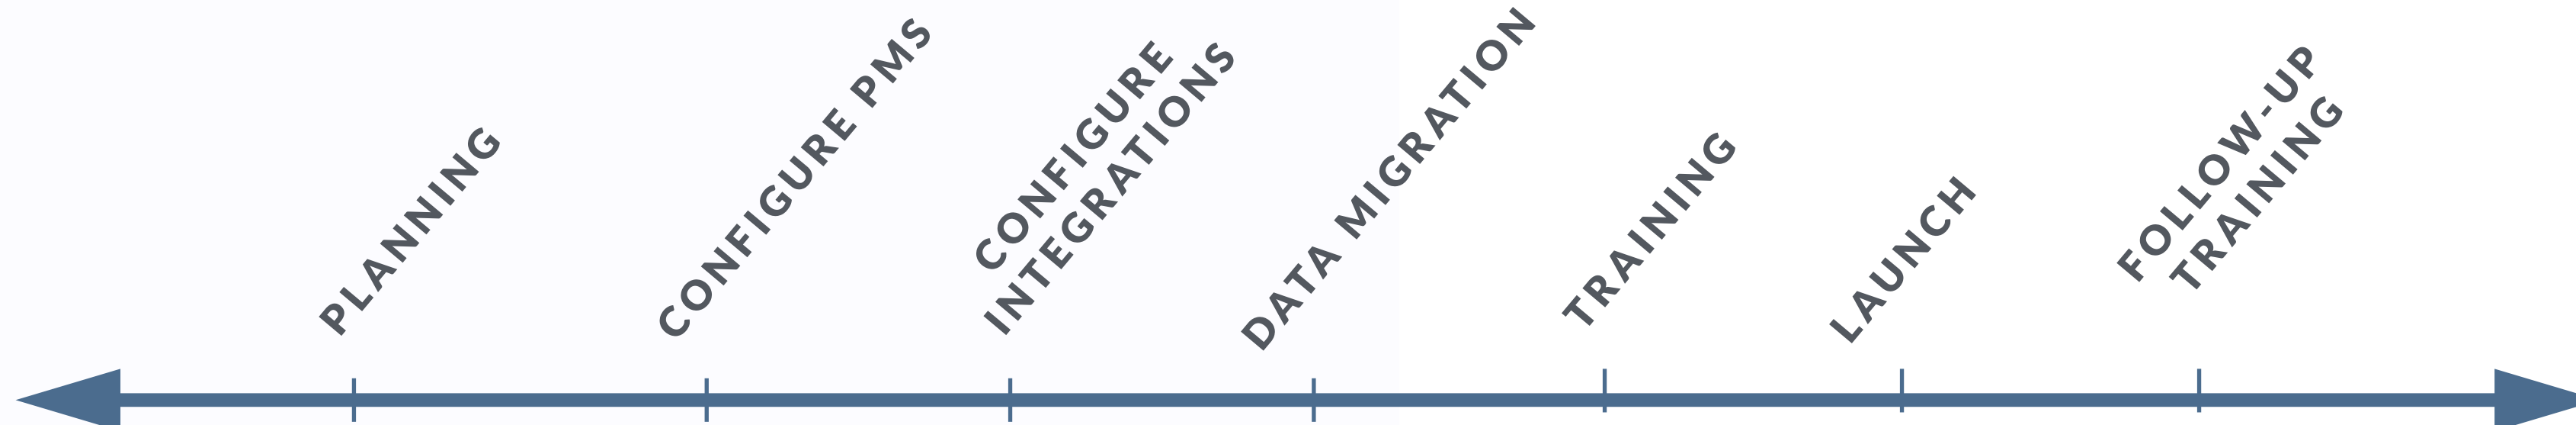 PLANNING
CONFIGURE PMS
CONFIGURE
INTEGRATIONS
DATA MIGRATION
TRAINING
LAUNCH
FOLLOW-UP
TRAINING